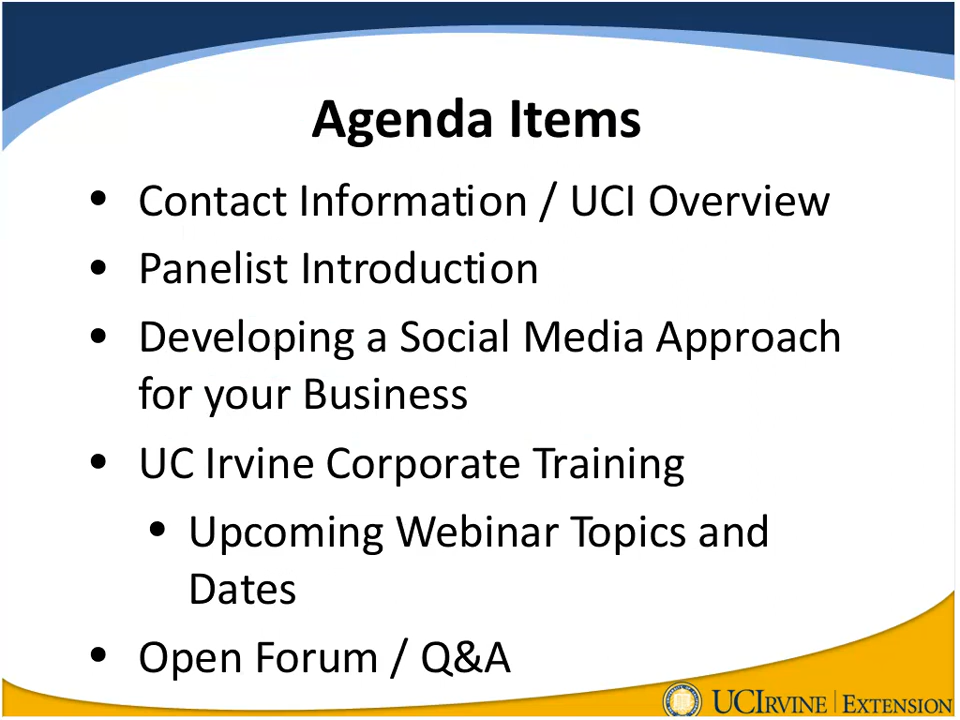 Agenda Items
• Contact Information / UCI Overview
• Panelist Introduction
• Developing a Social Media Approach
for your Business
• UC Irvine Corporate Training
• Upcoming Webinar Topics and
Dates
• Open Forum / Q&A
UCIRVINE | EXTENSION